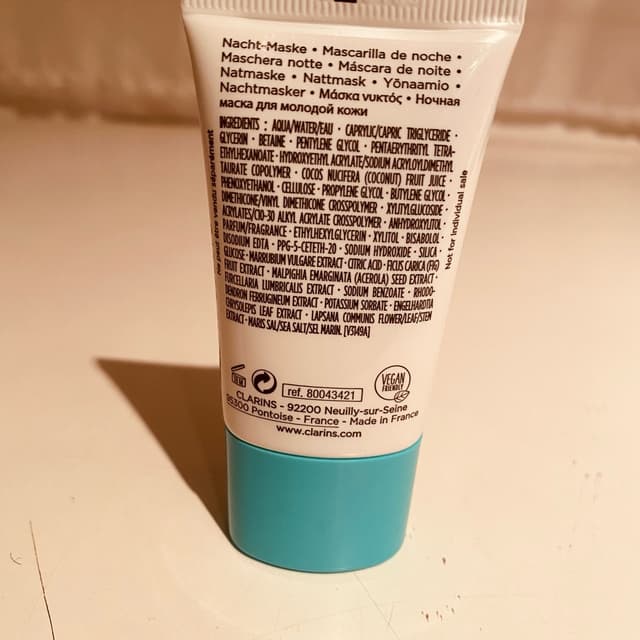 Nacht-Maske • Mascarilla de noche •
Maschera notte • Máscara de noite •
Natmaske • Nattmask • Yönaamio •
Nachtmasker • Μάσκα νυκτός • Ночная
маска для молодой кожи
INGREDIENTS : AQUA/WATER/EAU • CAPRYLIC/CAPRIC TRIGLYCERIDE •
GLYCERIN • BETAINE • PENTYLENE GLYCOL • PENTAERYTHRITYL TETRA-
ETHYLHEXANOATE • HYDROXYETHYL ACRYLATE/SODIUM ACRYLOYLDIMETHYL
TAURATE COPOLYMER • COCOS NUCIFERA (COCONUT) FRUIT JUICE •
PHENOXYETHANOL • CELLULOSE • PROPYLENE GLYCOL • BUTYLENE GLYCOL •
DIMETHICONE/VINYL DIMETHICONE CROSSPOLYMER • XYLITYLGLUCOSIDE •
ACRYLATES/C10-30 ALKYL ACRYLATE CROSSPOLYMER • ANHYDROXYLITOL •
PARFUM/FRAGRANCE • ETHYLHEXYLGLYCERIN • XYLITOL • BISABOLOL •
DISODIUM EDTA • PPG-5-CETETH-20 • SODIUM HYDROXIDE • SILICA •
GLUCOSE • MARRUBIUM VULGARE EXTRACT • CITRIC ACID • FICUS CARICA (FIG)
FRUIT EXTRACT • MALPIGHIA EMARGINATA (ACEROLA) SEED EXTRACT •
FURCELLARIA LUMBRICALIS EXTRACT • SODIUM BENZOATE • RHODO-
DENDRON FERRUGINEUM EXTRACT • POTASSIUM SORBATE • ENGELHARDTIA
CHRYSOLEPIS LEAF EXTRACT • LAPSANA COMMUNIS FLOWER/LEAF/STEM
EXTRACT • MARIS SAL/SEA SALT/SEL MARIN. [V3149A]
Ne peut être vendu séparément
Not for individual sale
ref. 80043421
VEGAN
FRIENDLY
CLARINS - 92200 Neuilly-sur-Seine
95300 Pontoise - France - Made in France
www.clarins.com